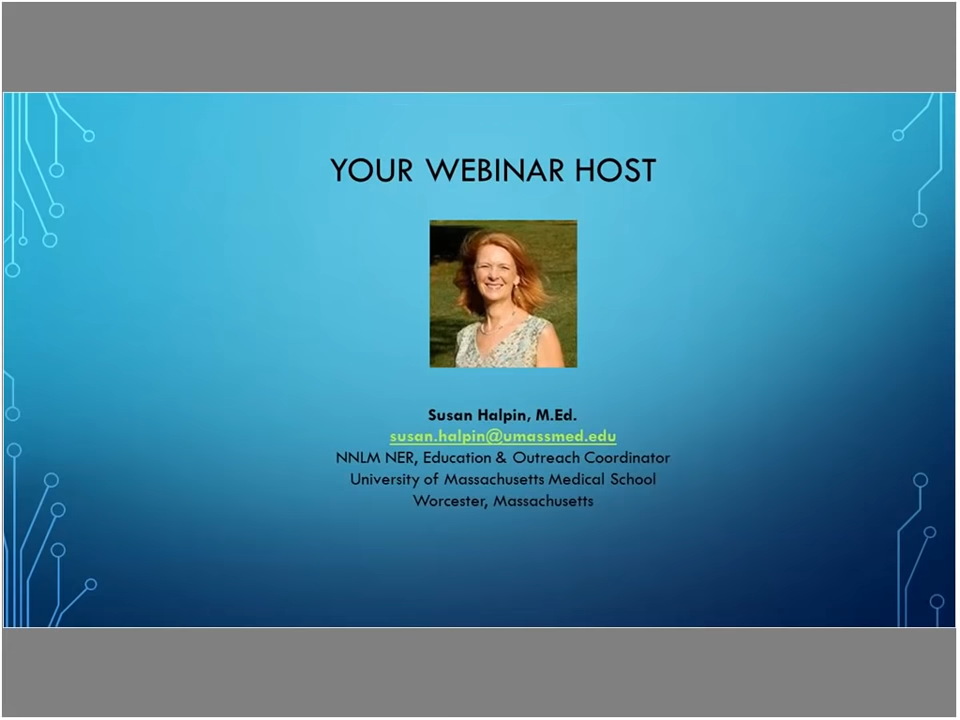 YOUR WEBINAR HOST
Susan Halpin, M.Ed.
susan.halpin@umassmed.edu
NNLM NER, Education & Outreach Coordinator
University of Massachusetts Medical School
Worcester, Massachusetts